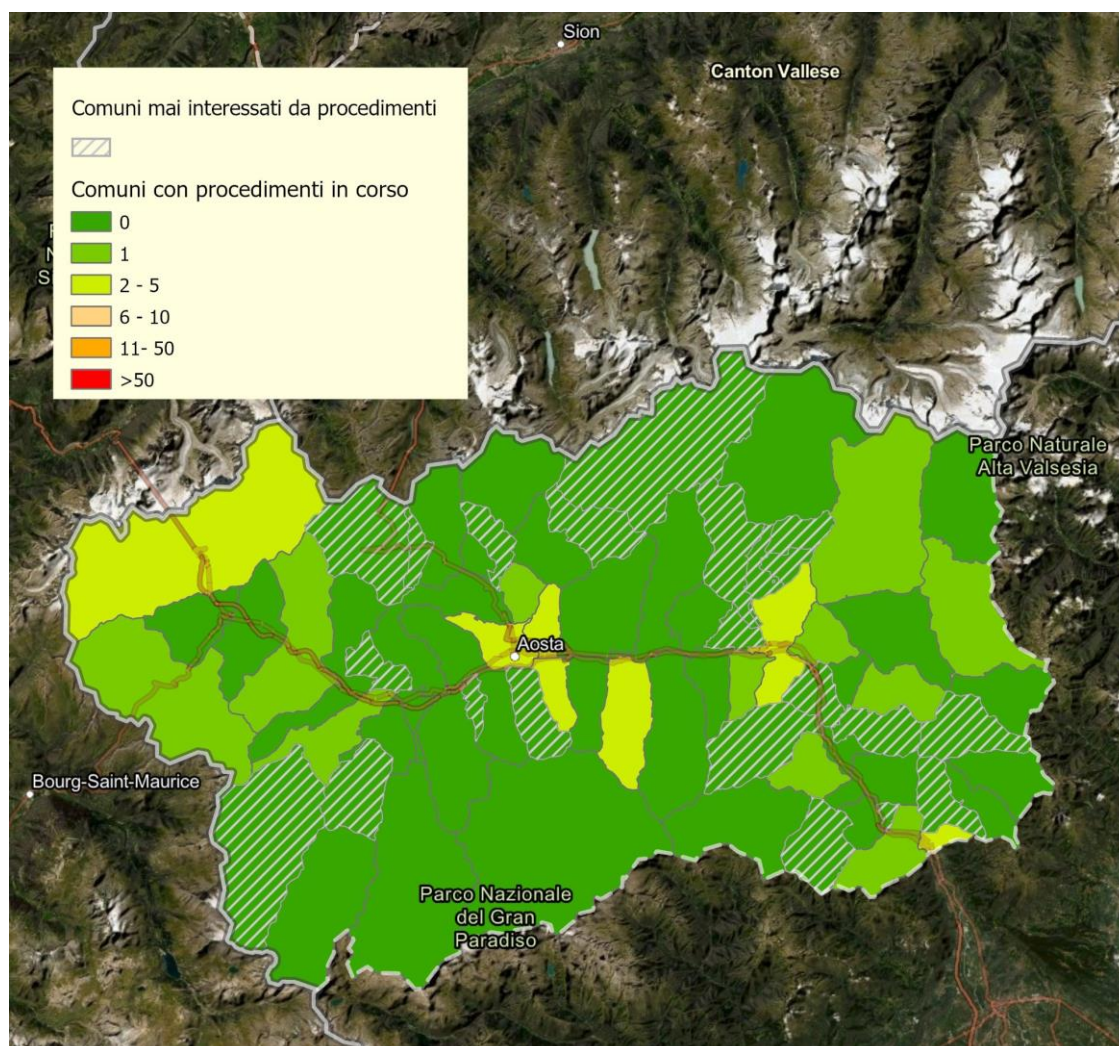 Sion
Canton Vallese
Comuni mai interessati da procedimenti
Comuni con procedimenti in corso
0
1
2 - 5
6 - 10
11- 50
>50
Parco Naturale
Alta Valsesia
Aosta
Bourg-Saint-Maurice
Parco Nazionale
del Gran
Paradiso